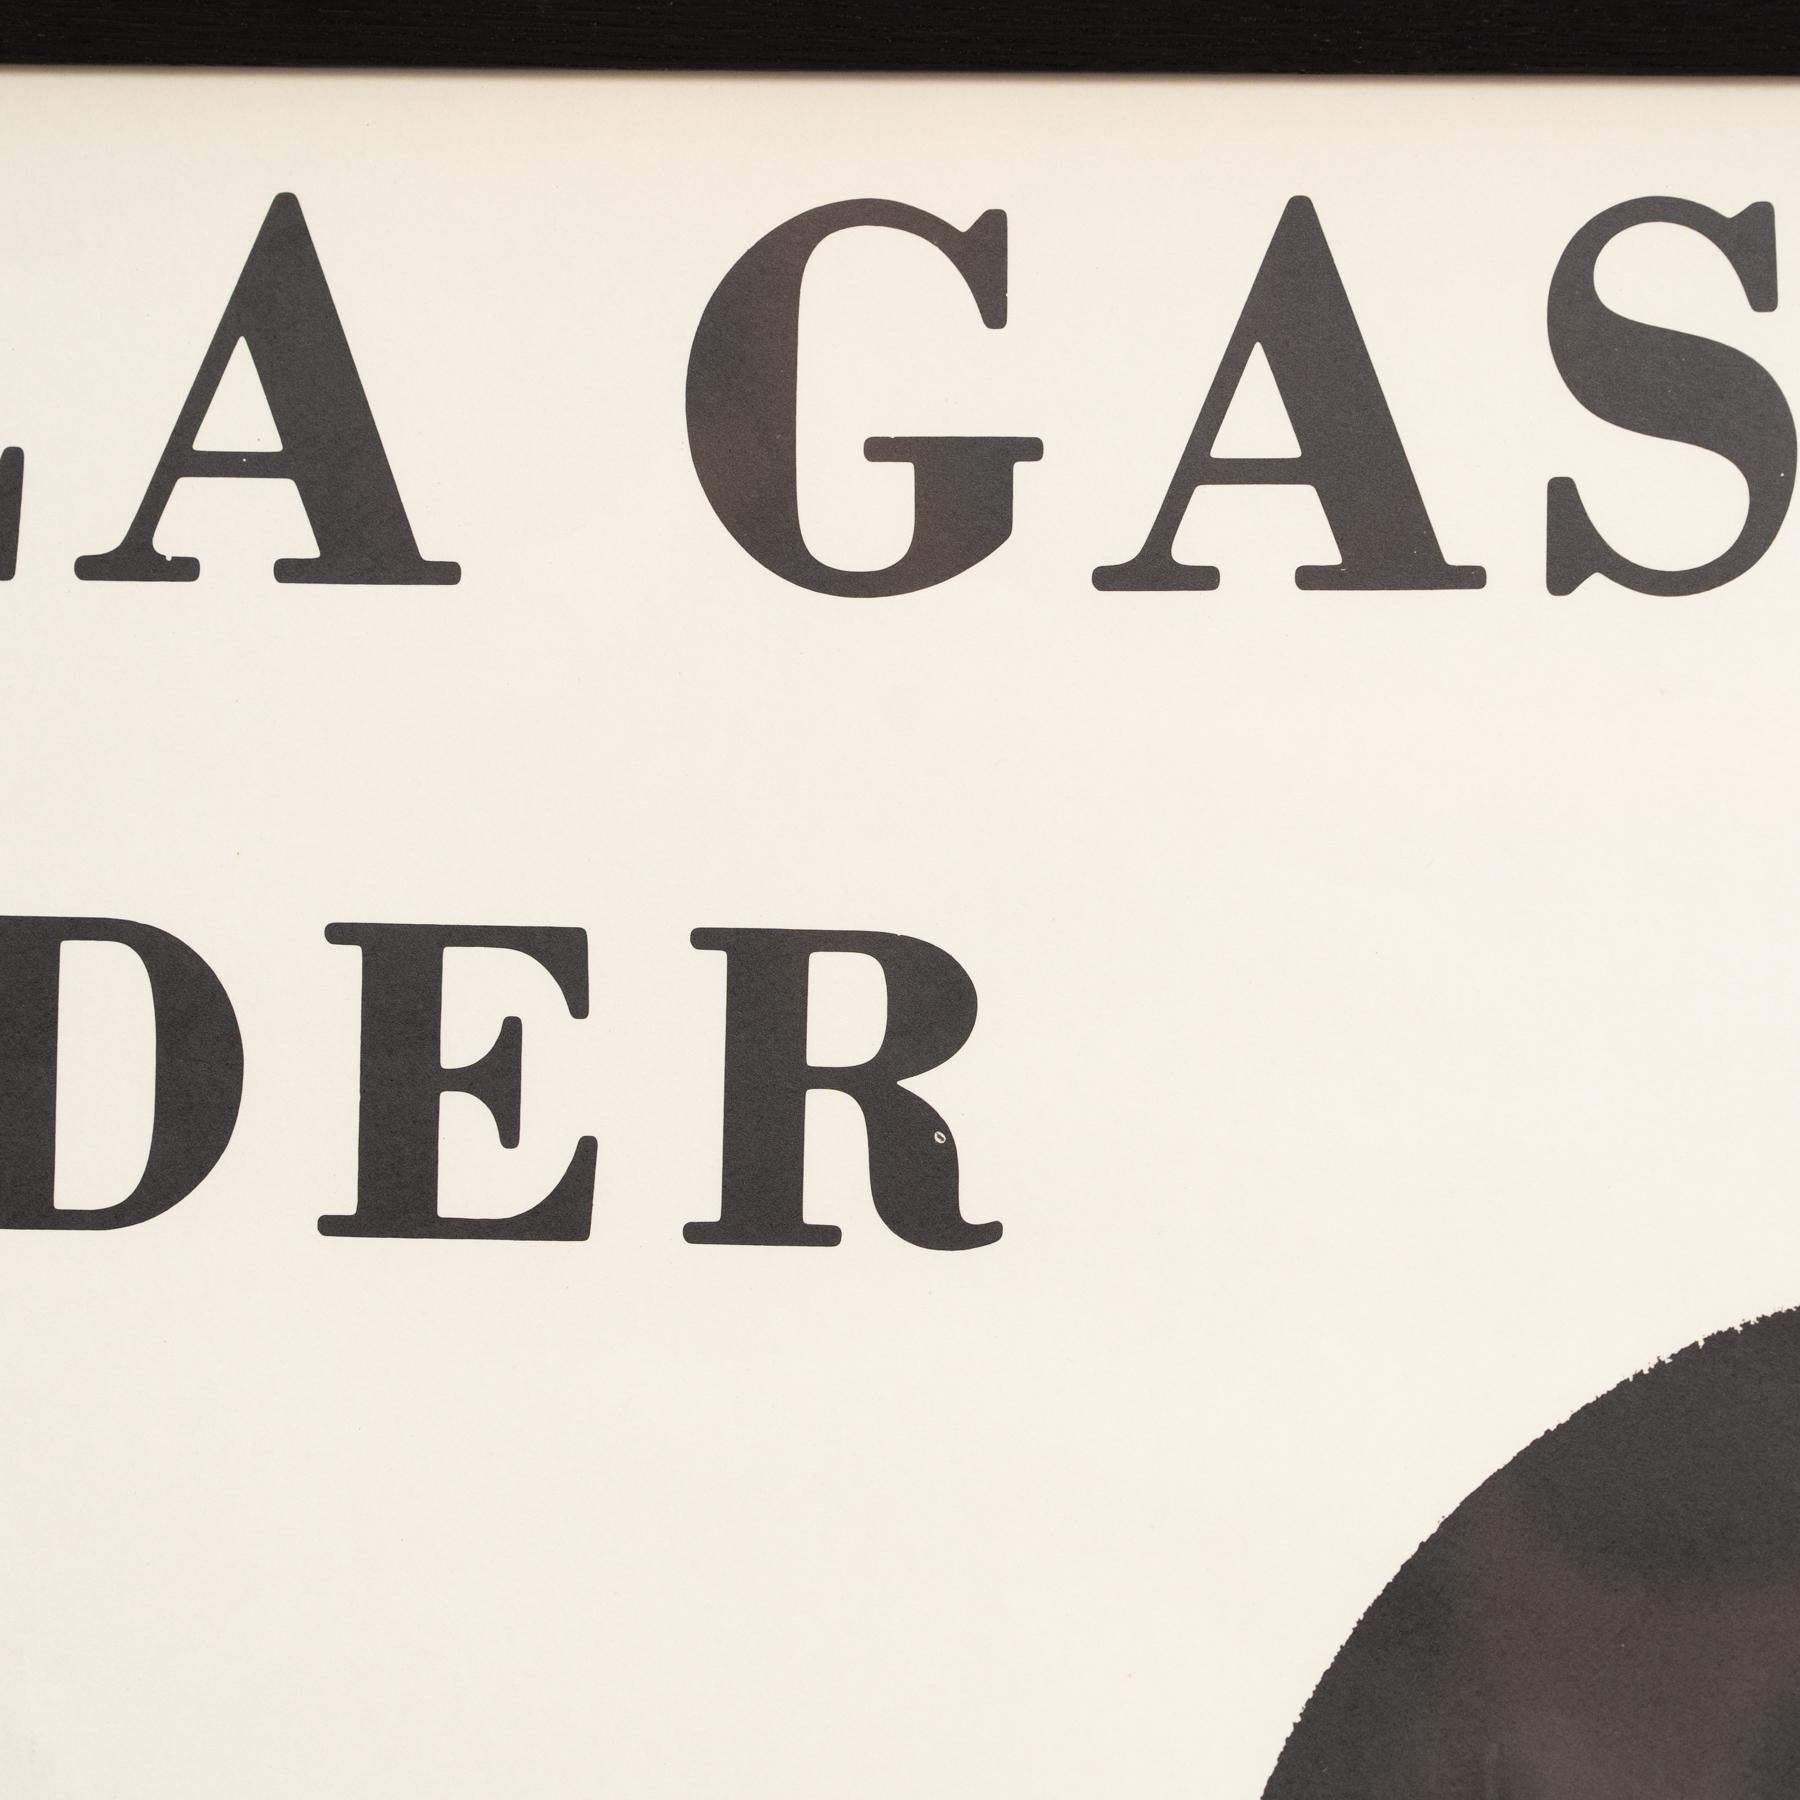 LA GAS
DER